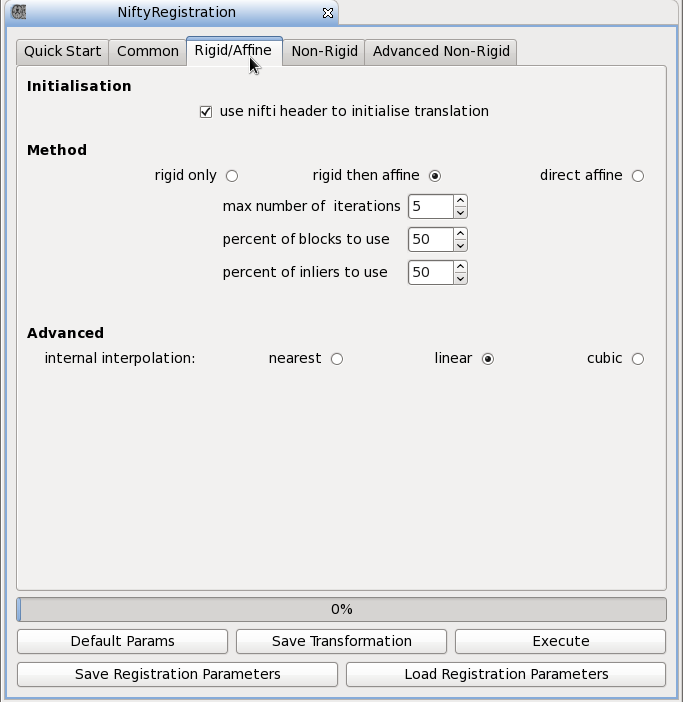 NiftyRegistration
Quick Start Common Rigid/Affine Non-Rigid Advanced Non-Rigid
Initialisation
use nifti header to initialise translation
Method
rigid only rigid then affine direct affine
max number of iterations 5
percent of blocks to use 50
percent of inliers to use 50
Advanced
internal interpolation: nearest linear cubic
0%
Default Params Save Transformation Execute
Save Registration Parameters Load Registration Parameters